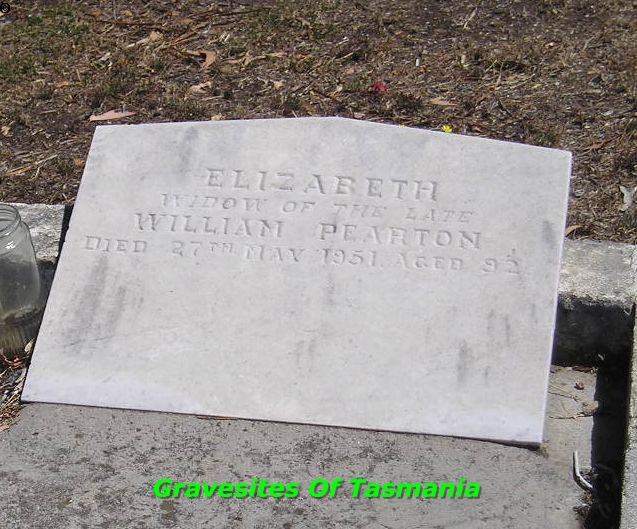 ELIZABETH
WIDOW OF THE LATE
WILLIAM PEARTON
DIED 27TH MAY 1951. AGED 92
Gravesites Of Tasmania